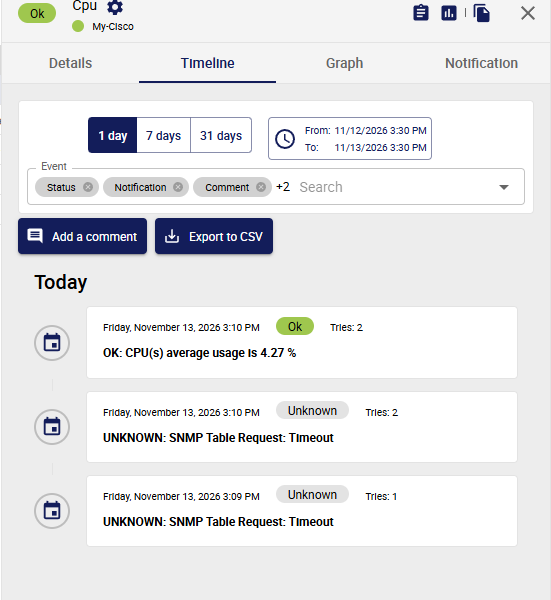 Ok Cpu
My-Cisco
Details Timeline Graph Notification
1 day 7 days 31 days
From: 11/12/2026 3:30 PM
To: 11/13/2026 3:30 PM
Event
Status Notification Comment +2 Search
Add a comment Export to CSV
Today
Friday, November 13, 2026 3:10 PM Ok Tries: 2
OK: CPU(s) average usage is 4.27 %
Friday, November 13, 2026 3:10 PM Unknown Tries: 2
UNKNOWN: SNMP Table Request: Timeout
Friday, November 13, 2026 3:09 PM Unknown Tries: 1
UNKNOWN: SNMP Table Request: Timeout